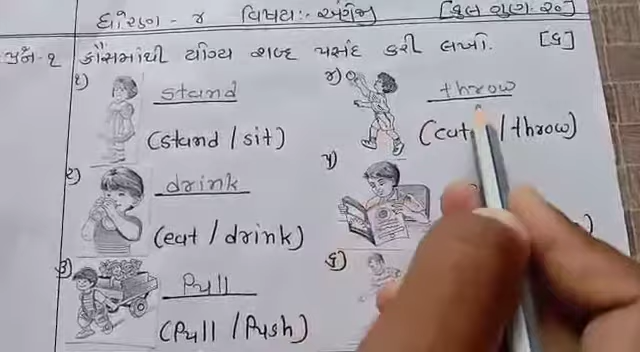 ધોરણ - ૪ વિષય: અંગ્રેજી [કુલ ગુણ: ૨૦]
પ્રશ્ન-૧ કૌંસમાંથી યોગ્ય શબ્દ પસંદ કરી લખો. [૬]
૧) stand
(stand / sit)
૨) drink
(eat / drink)
૩) Pull
(Pull / Push)
૪) throw
(cut / throw)
૫)
૬)